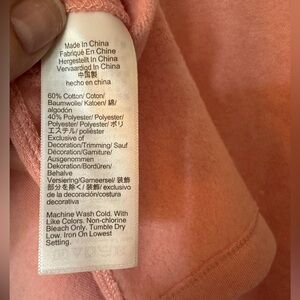 Made In China
Fabriqué En Chine
Hergestellt In China
Vervaardigd In China
中国製
hecho en china
60% Cotton/ Coton/
Baumwolle/ Katoen/ 綿/
algodón
40% Polyester/ Polyester/
Polyester/ Polyester/ ポリ
エステル/ poliéster
Exclusive of
Decoration/Trimming/ Sauf
Décoration/Garniture/
Ausgenommen
Dekoration/Bordüren/
Behalve
Versiering/Garneersel/ 装飾
部分を除く/ 装飾/ exclusivo
de la decoración/costura
decorativa
Machine Wash Cold. With
Like Colors. Non-chlorine
Bleach Only. Tumble Dry
Low. Iron On Lowest
Setting.